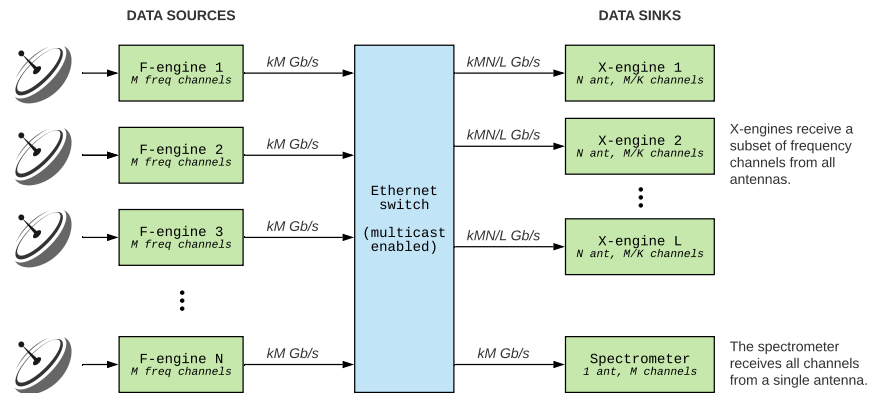 DATA SOURCES
DATA SINKS
F-engine 1
M freq channels
kM Gb/s
kMN/L Gb/s
X-engine 1
N ant, M/K channels
F-engine 2
M freq channels
kM Gb/s
kMN/L Gb/s
X-engine 2
N ant, M/K channels
X-engines receive a
subset of frequency
channels from all
antennas.
Ethernet
switch
(multicast
enabled)
F-engine 3
M freq channels
kM Gb/s
kMN/L Gb/s
X-engine L
N ant, M/K channels
F-engine N
M freq channels
kM Gb/s
kM Gb/s
Spectrometer
1 ant, M channels
The spectrometer
receives all channels
from a single antenna.